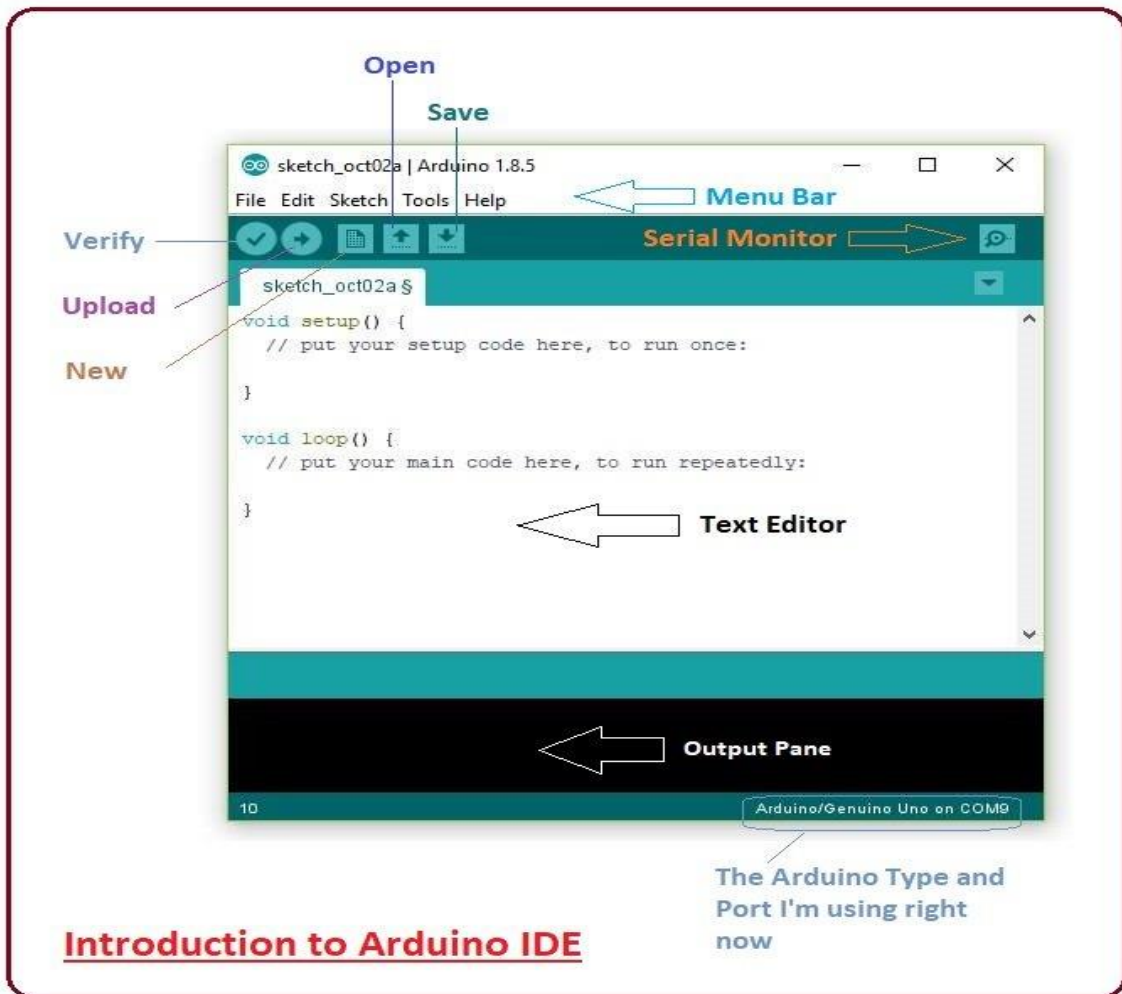 Open
Save
sketch_oct02a | Arduino 1.8.5
File Edit Sketch Tools Help
Menu Bar
Verify
Serial Monitor
Upload
sketch_oct02a §
New
void setup() {
// put your setup code here, to run once:
}
void loop() {
// put your main code here, to run repeatedly:
}
Text Editor
Output Pane
10
Arduino/Genuino Uno on COM9
The Arduino Type and
Port I'm using right
now
Introduction to Arduino IDE